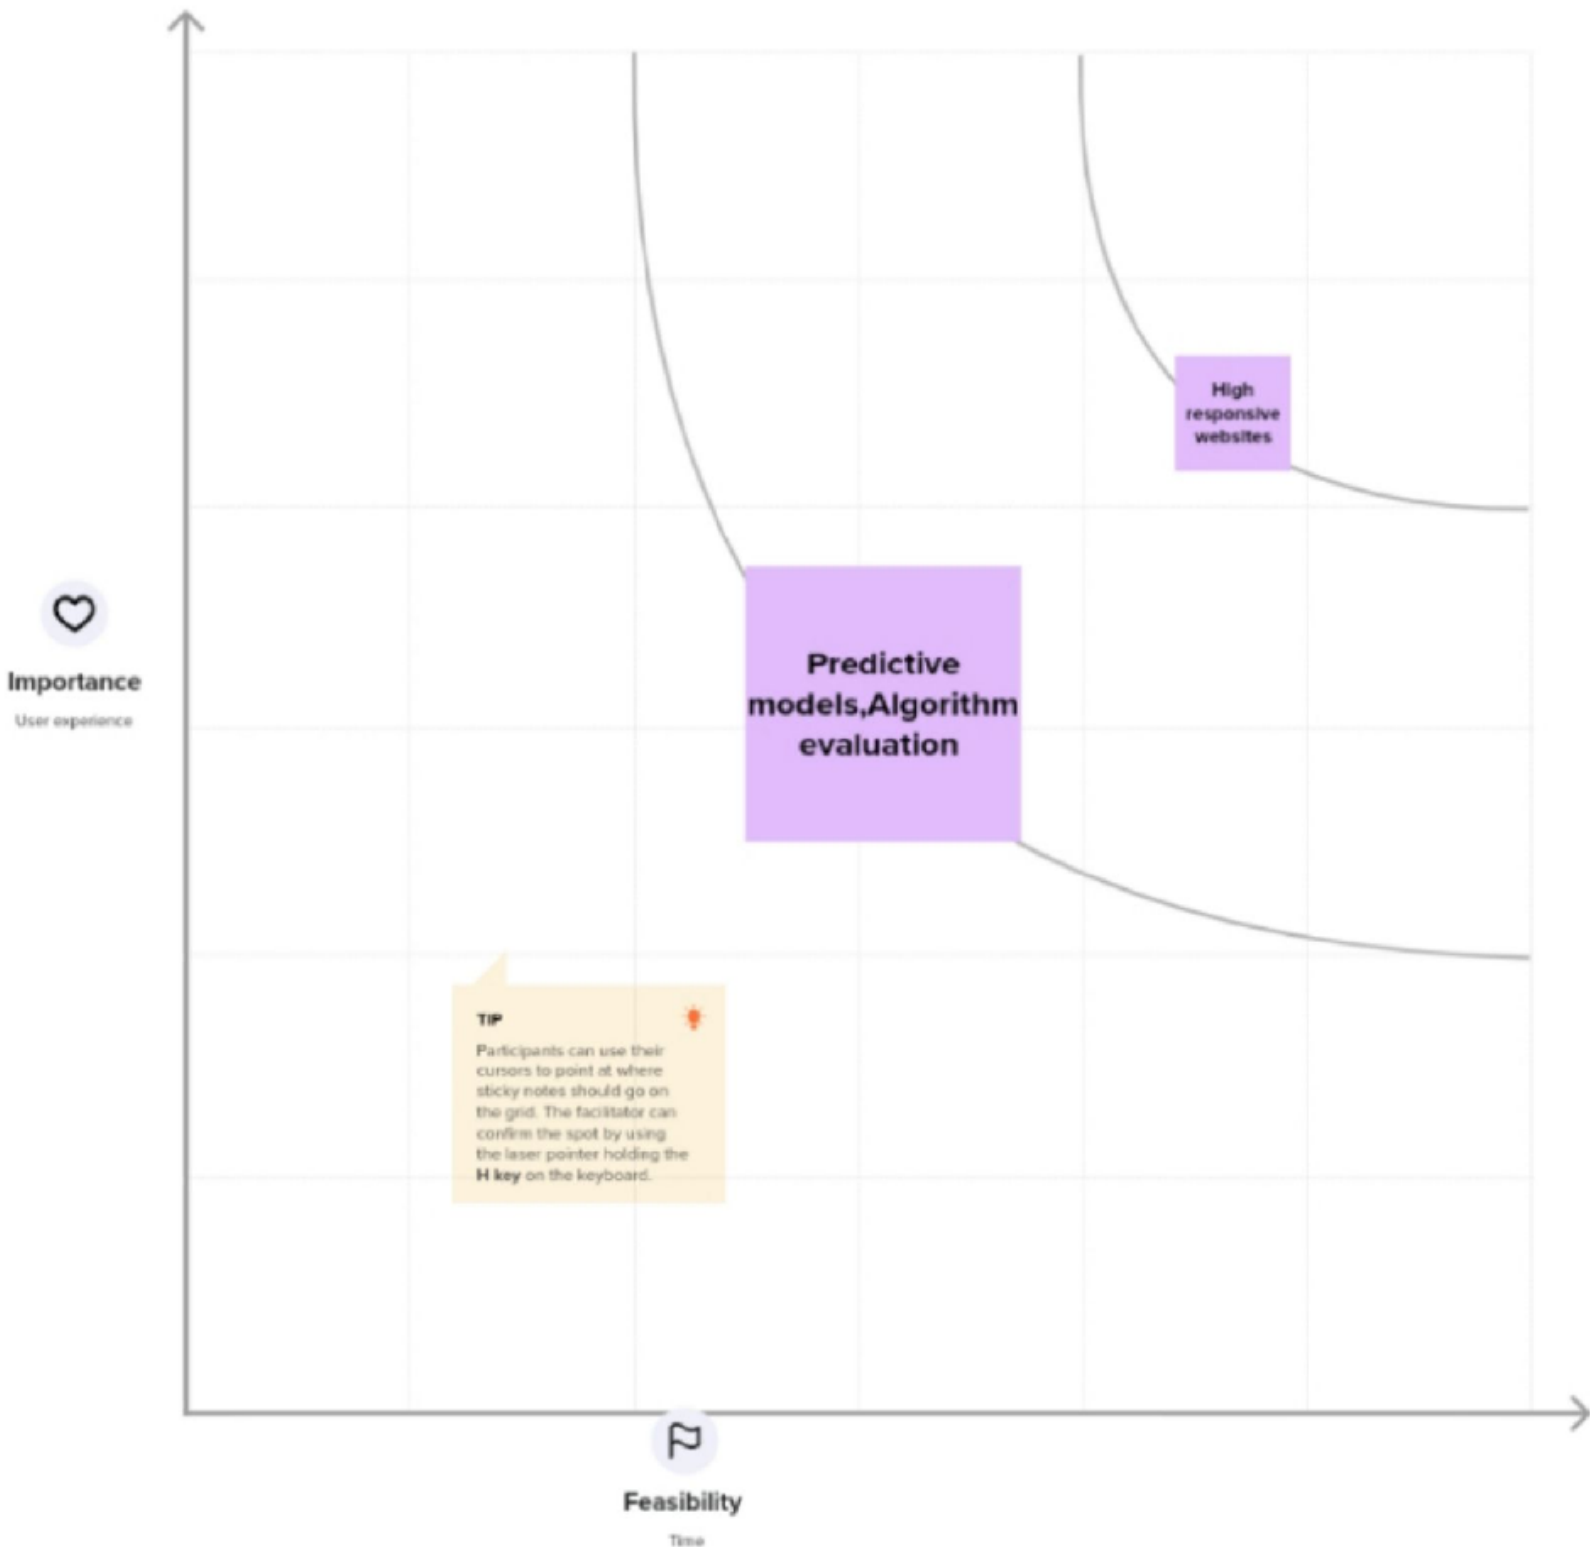 High
responsive
websites
Importance
User experience
Predictive
models,Algorithm
evaluation
TIP
Participants can use their
cursors to point at where
sticky notes should go on
the grid. The facilitator can
confirm the spot by using
the laser pointer holding the
H key on the keyboard.
Feasibility
Time